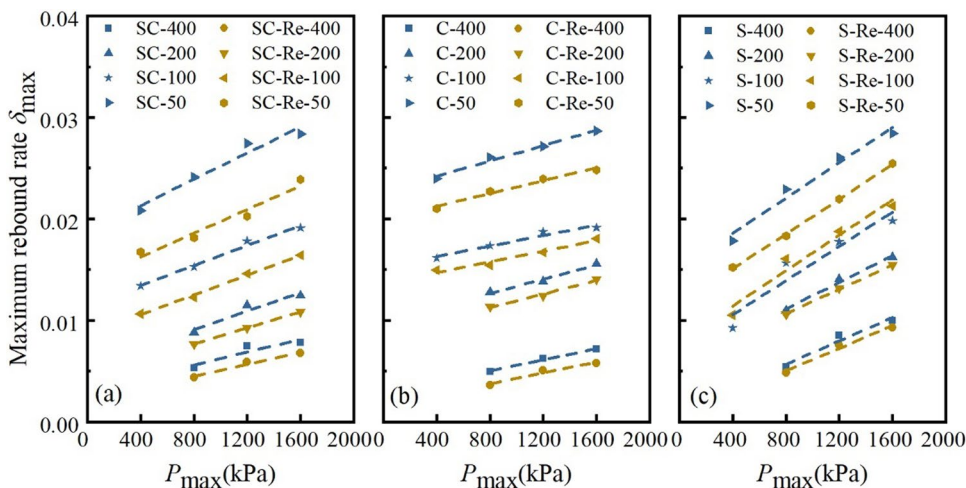 Maximum rebound rate δmax
0.04
0.03
0.02
0.01
0.00
SC-400 SC-Re-400
SC-200 SC-Re-200
SC-100 SC-Re-100
SC-50 SC-Re-50
(a)
0 400 800 1200 1600 2000
Pmax(kPa)
C-400 C-Re-400
C-200 C-Re-200
C-100 C-Re-100
C-50 C-Re-50
(b)
0 400 800 1200 1600 2000
Pmax(kPa)
S-400 S-Re-400
S-200 S-Re-200
S-100 S-Re-100
S-50 S-Re-50
(c)
0 400 800 1200 1600 2000
Pmax(kPa)